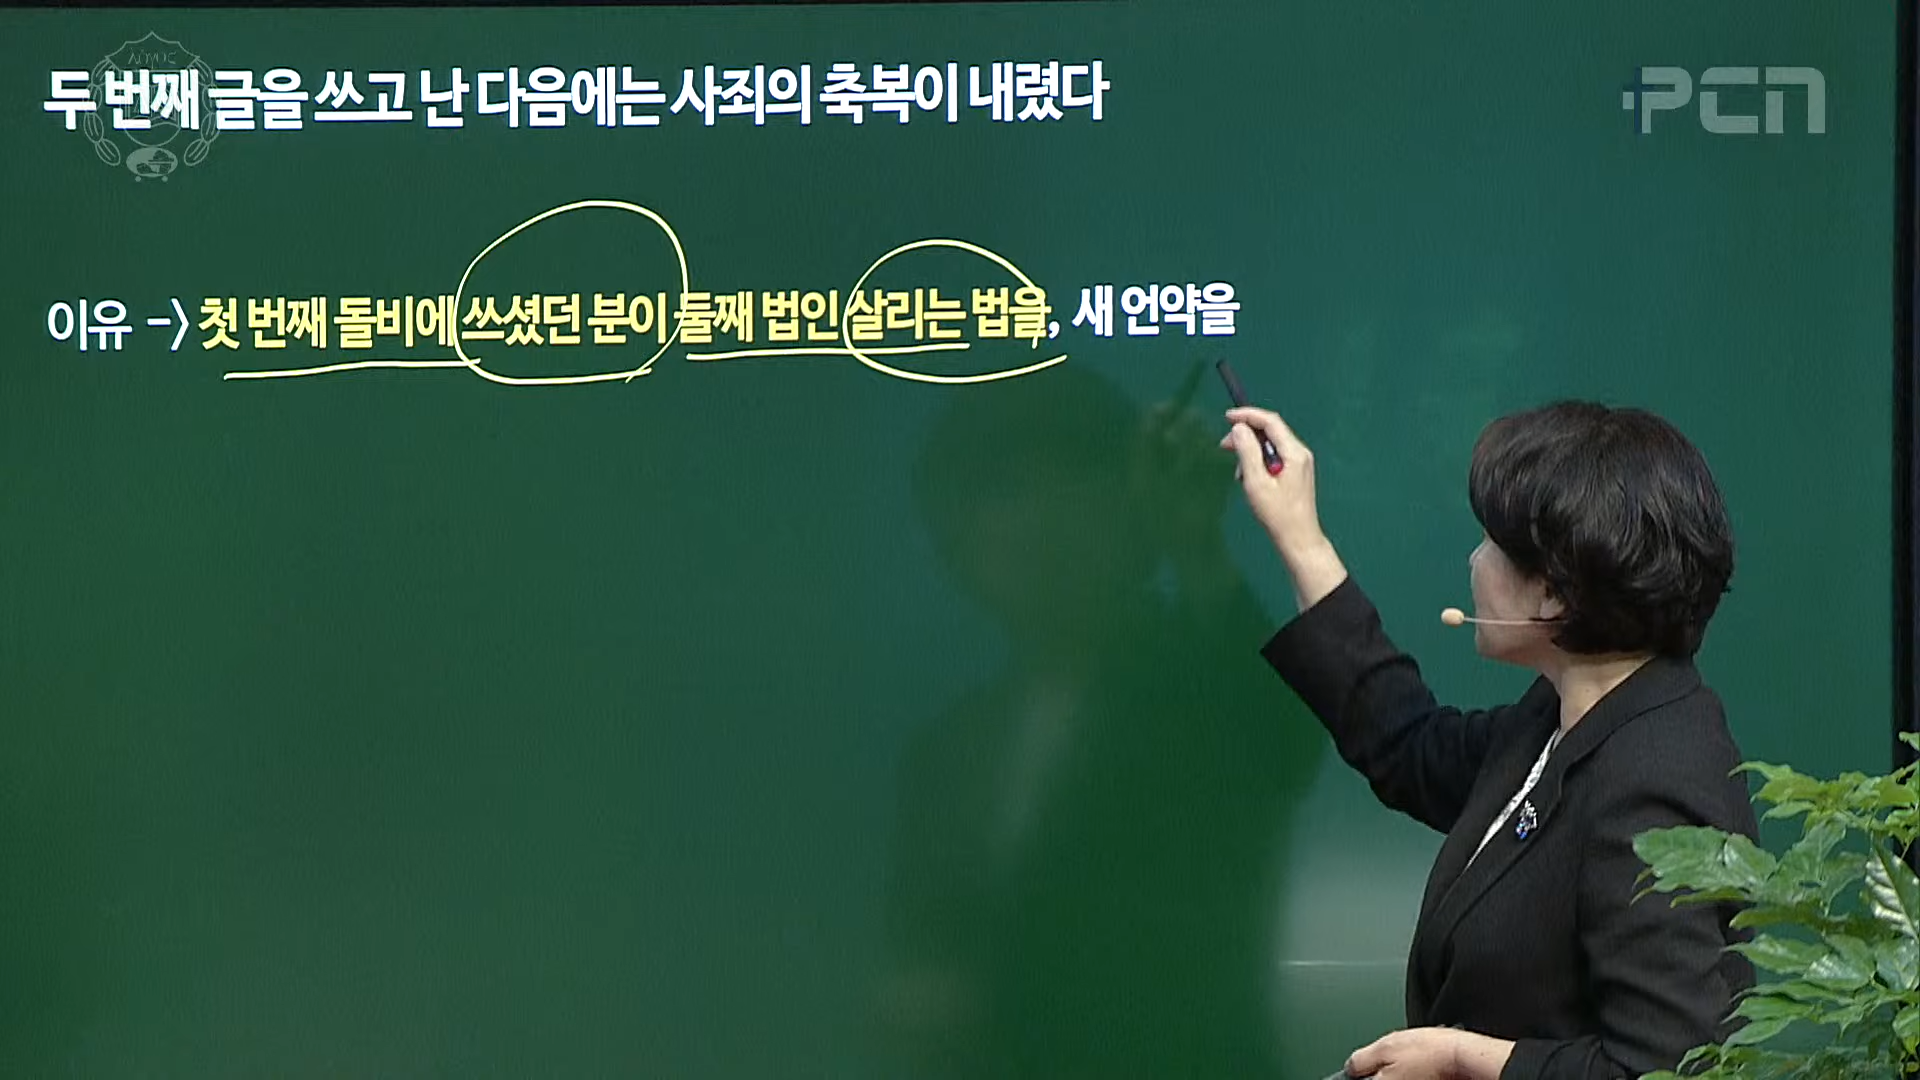 두 번째 글을 쓰고 난 다음에는 사죄의 축복이 내렸다
PCN
이유 -> 첫 번째 돌비에 쓰셨던 분이 둘째 법인 살리는 법을, 새 언약을